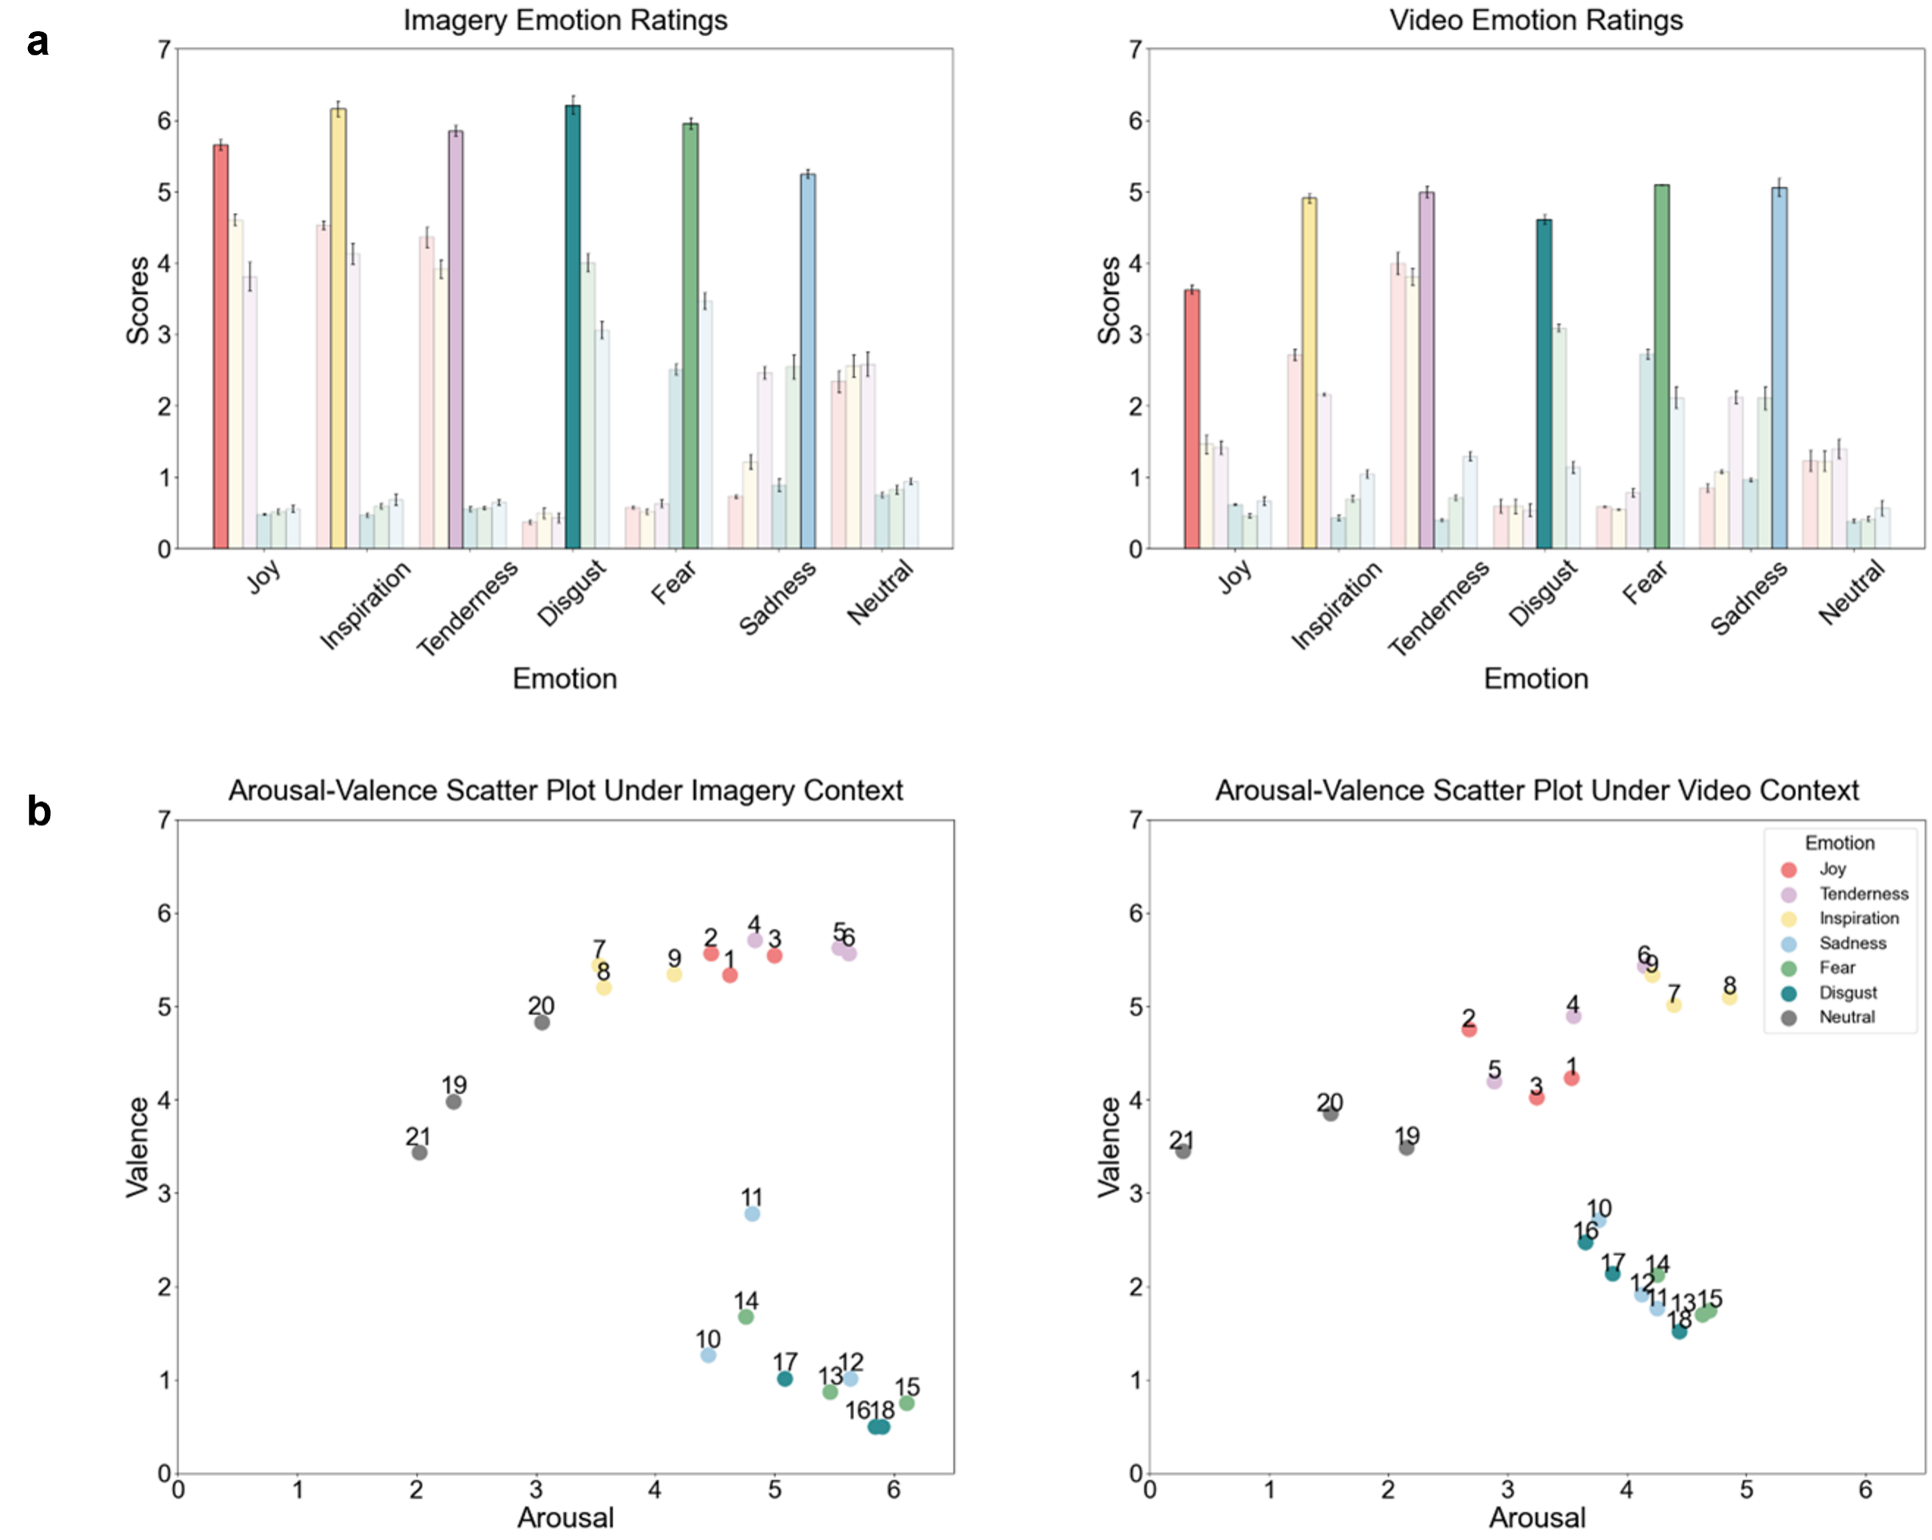 a
Imagery Emotion Ratings
7
6
5
4
3
2
1
0
Scores
Joy
Inspiration
Tenderness
Disgust
Fear
Sadness
Neutral
Emotion
Video Emotion Ratings
7
6
5
4
3
2
1
0
Scores
Joy
Inspiration
Tenderness
Disgust
Fear
Sadness
Neutral
Emotion
b
Arousal-Valence Scatter Plot Under Imagery Context
7
6
5
4
3
2
1
0
Valence
4
5
6
2
3
7
9
1
8
20
19
21
11
14
10
17
12
13
15
16
18
0
1
2
3
4
5
6
Arousal
Arousal-Valence Scatter Plot Under Video Context
7
6
5
4
3
2
1
0
Valence
Emotion
Joy
Tenderness
Inspiration
Sadness
Fear
Disgust
Neutral
6
9
8
7
4
2
5
1
3
20
19
21
10
16
17
14
12
11
13
15
18
0
1
2
3
4
5
6
Arousal